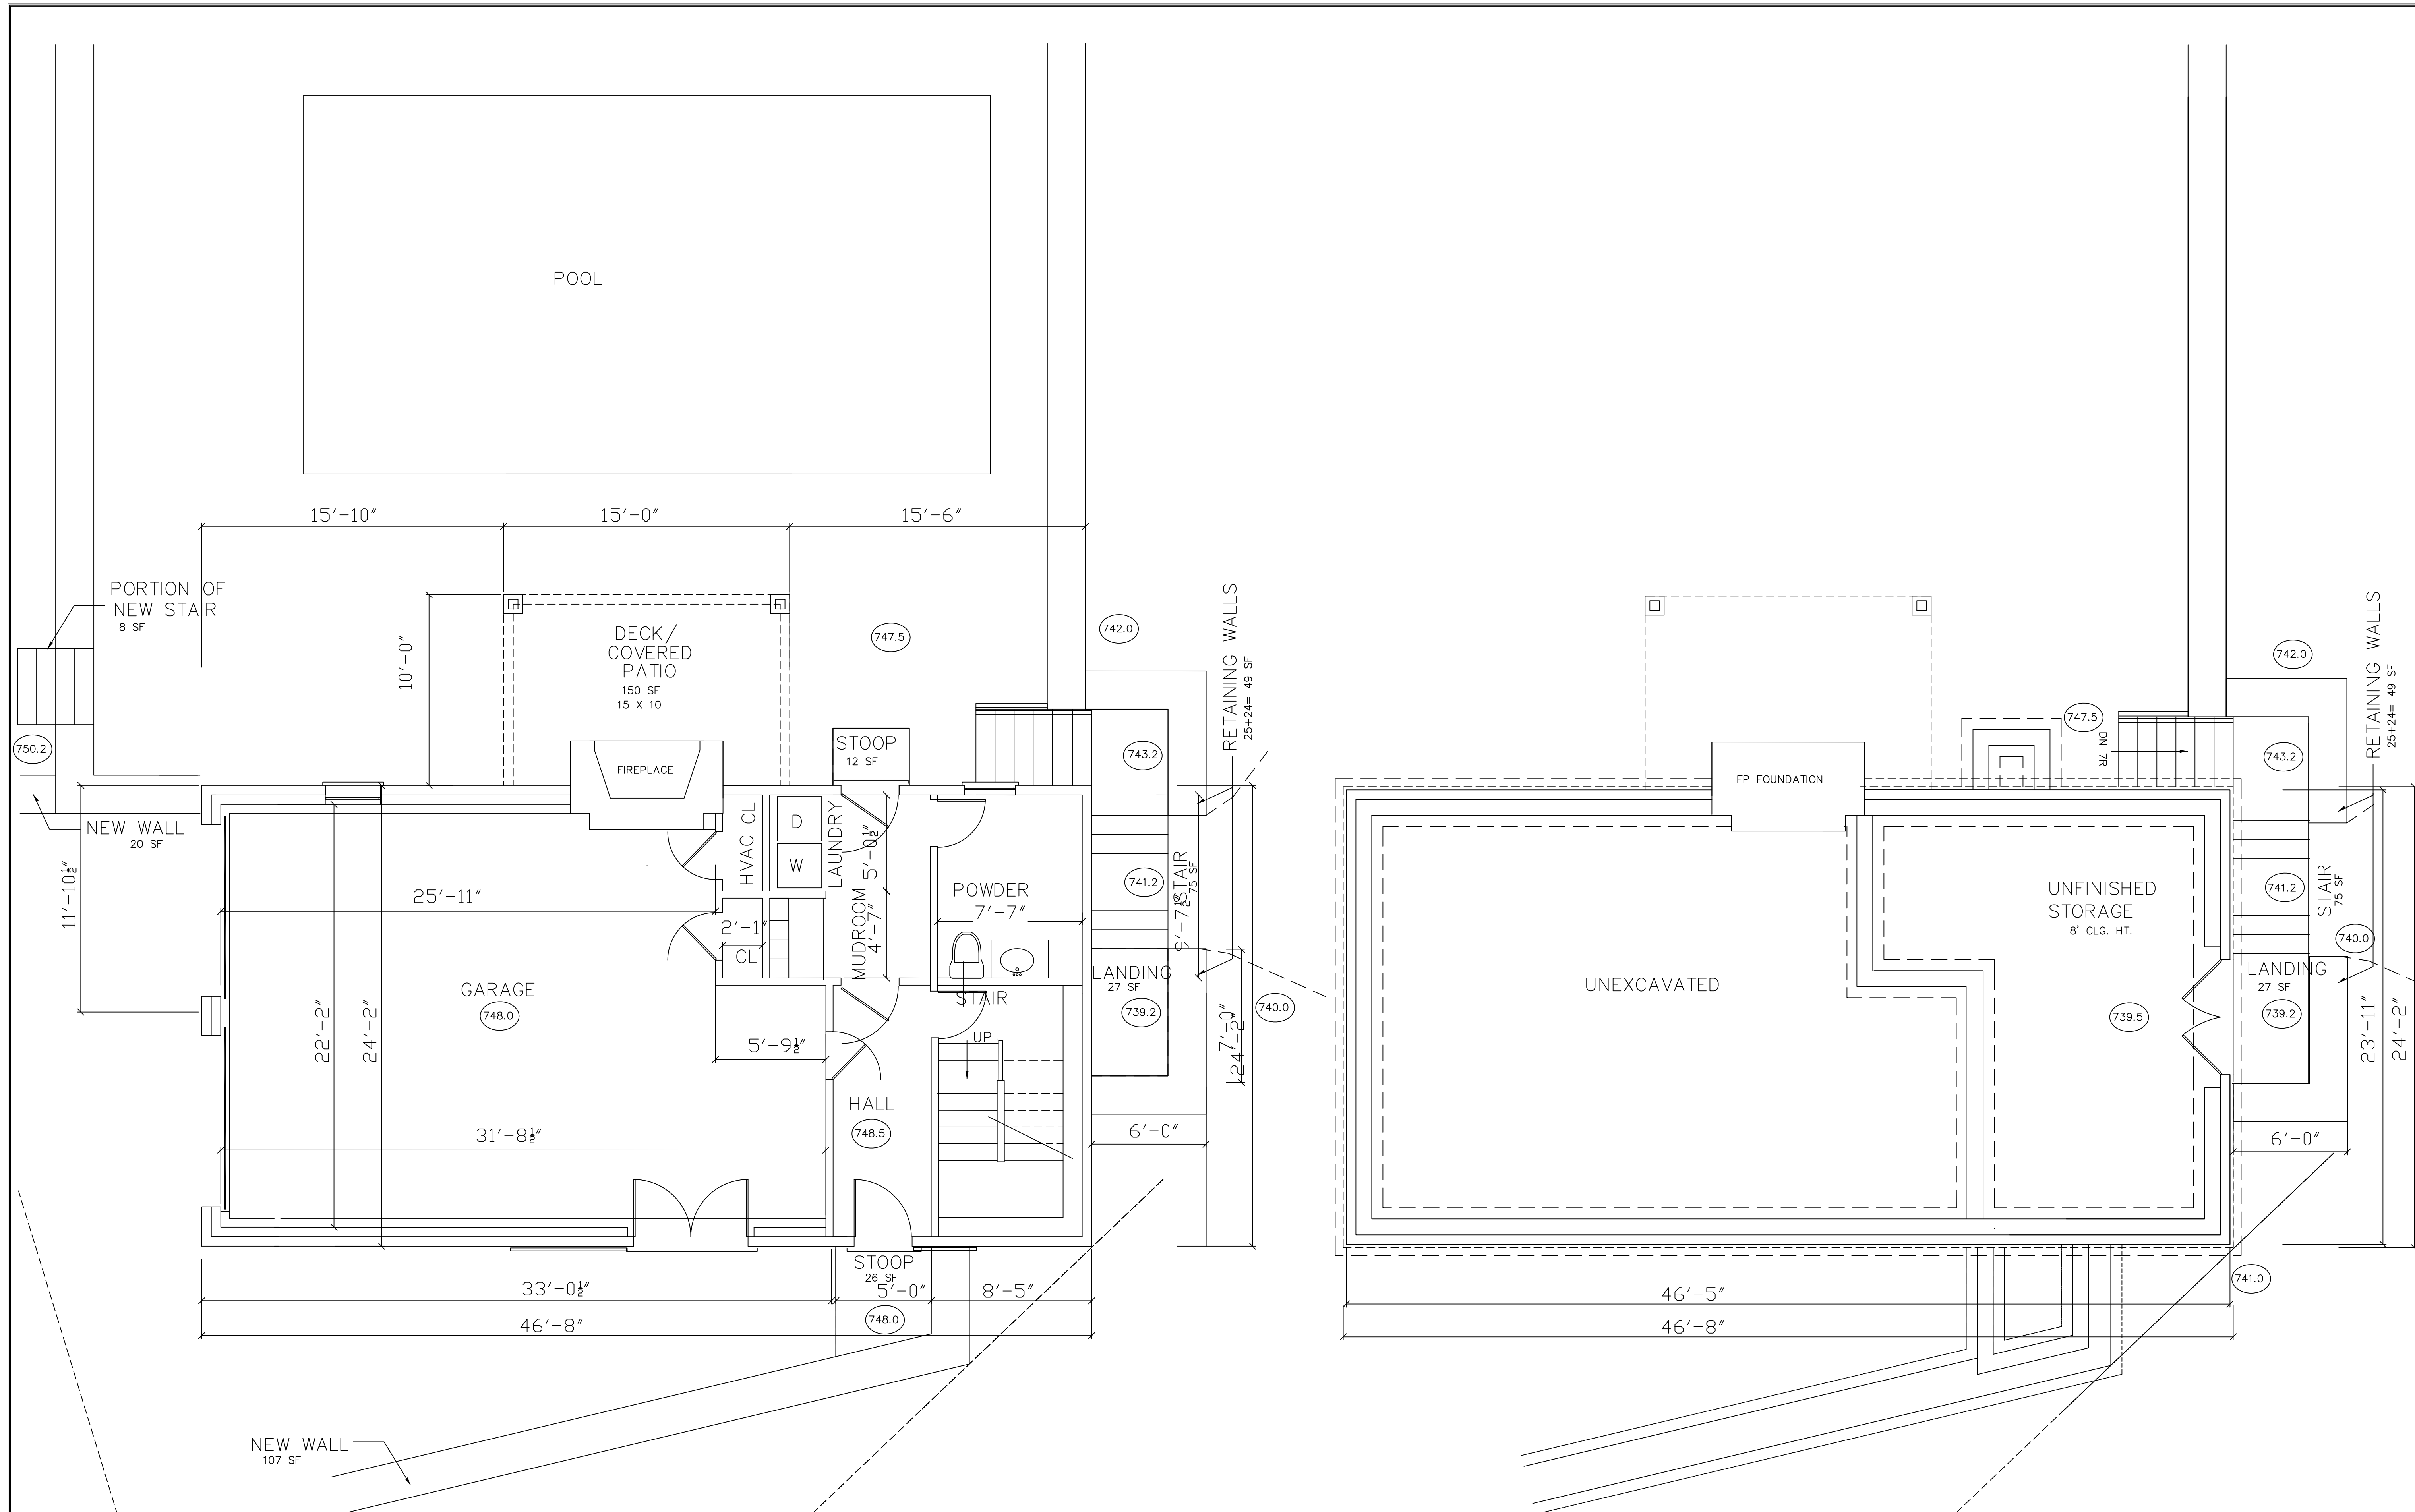 POOL
15'-10"
15'-0"
15'-6"
PORTION OF
NEW STAIR
8 SF
10'-0"
DECK/
COVERED
PATIO
150 SF
15 X 10
747.5
742.0
RETAINING WALLS
25+24= 49 SF
750.2
STOOP
12 SF
FIREPLACE
743.2
NEW WALL
20 SF
11'-10½"
HVAC CL
D
W
LAUNDRY
5'-0½"
25'-11"
2'-1"
CL
MUDROOM
4'-7"
POWDER
7'-7"
741.2
STAIR
75 SF
9'-7½"
LANDING
27 SF
739.2
740.0
7'-0"
24'-2"
GARAGE
748.0
22'-2"
24'-2"
STAIR
UP
5'-9½"
HALL
748.5
31'-8½"
6'-0"
STOOP
26 SF
33'-0½"
5'-0"
8'-5"
748.0
46'-8"
NEW WALL
107 SF
742.0
RETAINING WALLS
25+24= 49 SF
747.5
DN 7R
743.2
FP FOUNDATION
UNFINISHED
STORAGE
8' CLG. HT.
741.2
STAIR
75 SF
740.0
UNEXCAVATED
LANDING
27 SF
739.5
739.2
23'-11"
24'-2"
6'-0"
741.0
46'-5"
46'-8"